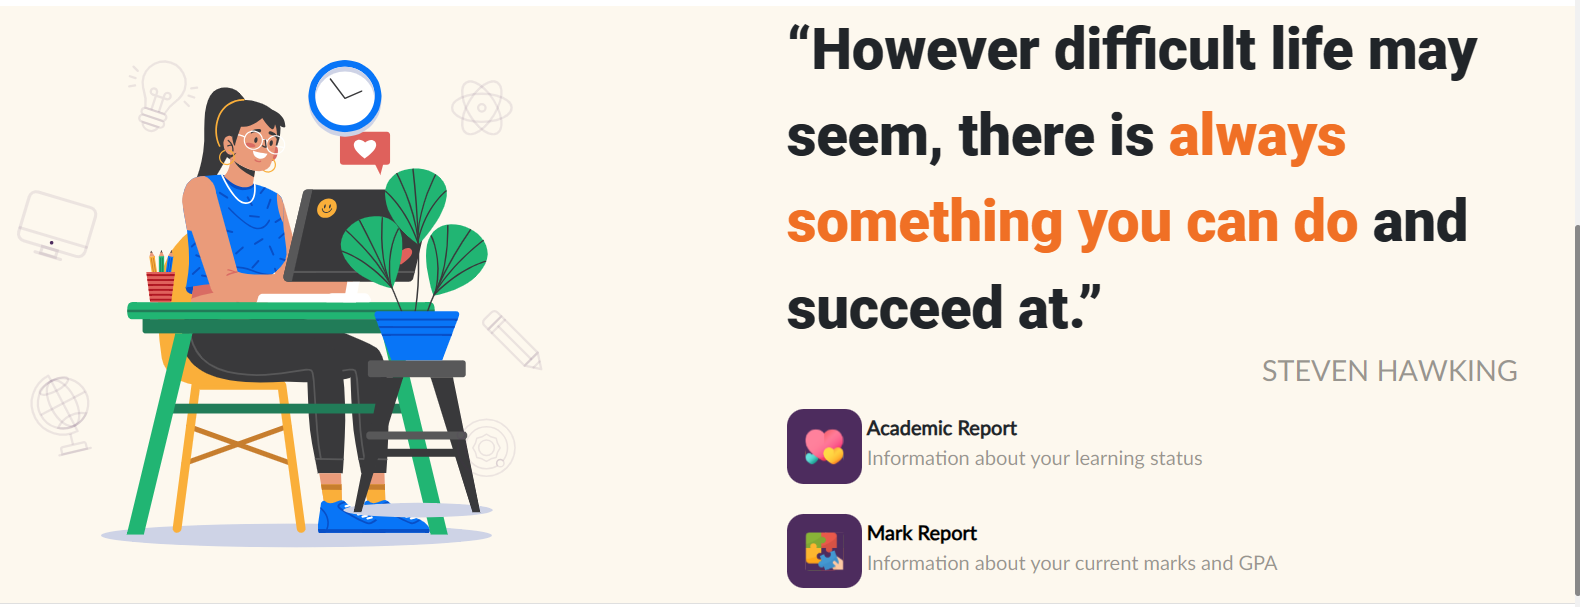 “However difficult life may
seem, there is always
something you can do and
succeed at.”
STEVEN HAWKING
Academic Report
Information about your learning status
Mark Report
Information about your current marks and GPA